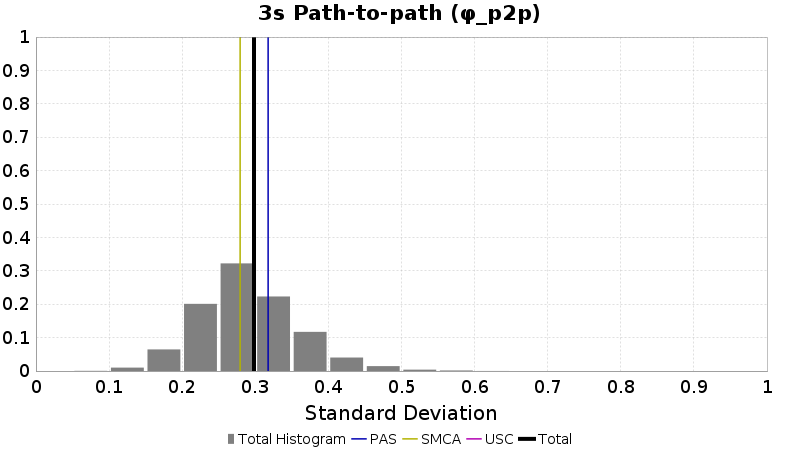 3s Path-to-path (φ_p2p)
1
0.9
0.8
0.7
0.6
0.5
0.4
0.3
0.2
0.1
0
0 0.1 0.2 0.3 0.4 0.5 0.6 0.7 0.8 0.9 1
Standard Deviation
Total Histogram PAS SMCA USC Total